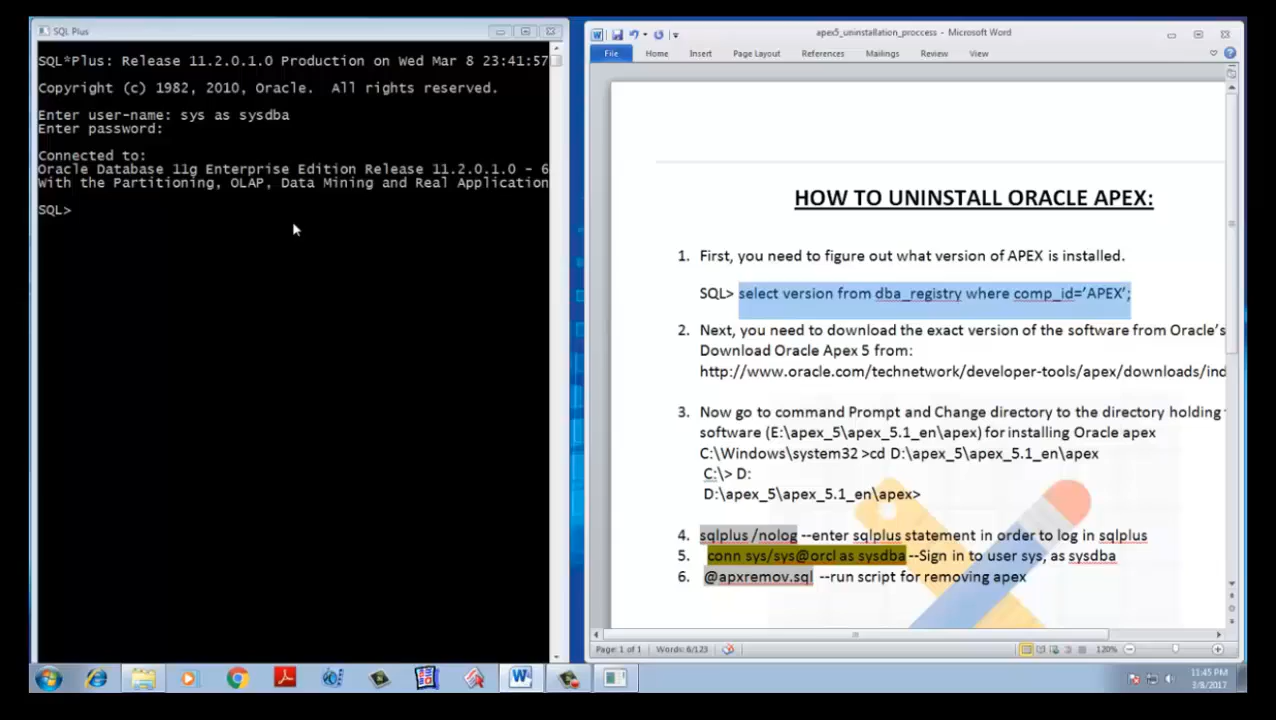 SQL Plus
SQL*Plus: Release 11.2.0.1.0 Production on Wed Mar 8 23:41:57
Copyright (c) 1982, 2010, Oracle.  All rights reserved.
Enter user-name: sys as sysdba
Enter password:
Connected to:
Oracle Database 11g Enterprise Edition Release 11.2.0.1.0 - 6
With the Partitioning, OLAP, Data Mining and Real Application
SQL>
apex5_uninstallation_proccess - Microsoft Word
File Home Insert Page Layout References Mailings Review View
HOW TO UNINSTALL ORACLE APEX:
1. First, you need to figure out what version of APEX is installed.
SQL> select version from dba_registry where comp_id='APEX';
2. Next, you need to download the exact version of the software from Oracle's
Download Oracle Apex 5 from:
http://www.oracle.com/technetwork/developer-tools/apex/downloads/ind
3. Now go to command Prompt and Change directory to the directory holding
software (E:\apex_5\apex_5.1_en\apex) for installing Oracle apex
C:\Windows\system32 >cd D:\apex_5\apex_5.1_en\apex
C:\> D:
D:\apex_5\apex_5.1_en\apex>
4. sqlplus /nolog --enter sqlplus statement in order to log in sqlplus
5. conn sys/sys@orcl as sysdba --Sign in to user sys, as sysdba
6. @apxremov.sql --run script for removing apex
Page: 1 of 1 Words: 6/123 120%
11:45 PM
3/8/2017